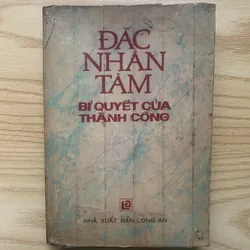 ĐẮC
NHÂN
TÂM
BÍ QUYẾT CỦA
THÀNH CÔNG
NHÀ XUẤT BẢN LONG AN